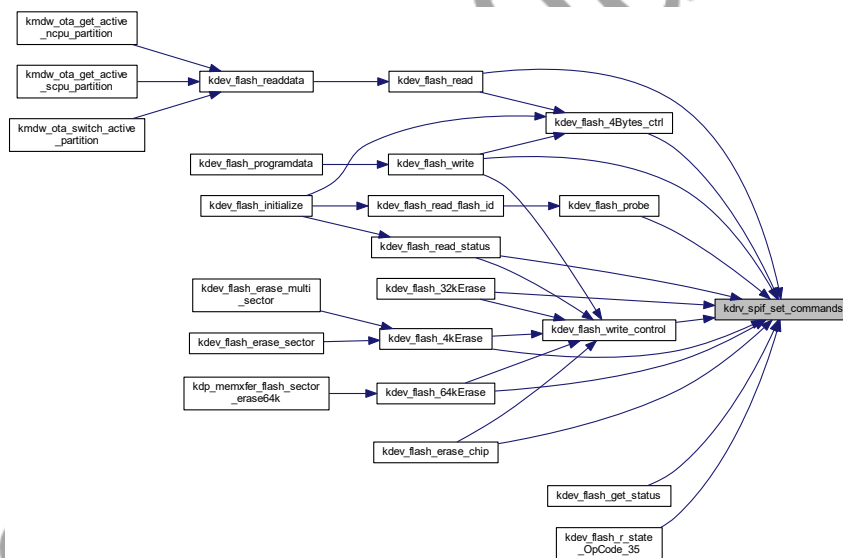 kmdw_ota_get_active
_ncpu_partition
kmdw_ota_get_active
_scpu_partition
kmdw_ota_switch_active
_partition
kdev_flash_readdata
kdev_flash_read
kdev_flash_4Bytes_ctrl
kdev_flash_programdata
kdev_flash_write
kdev_flash_initialize
kdev_flash_read_flash_id
kdev_flash_probe
kdev_flash_read_status
kdev_flash_erase_multi
_sector
kdev_flash_32kErase
kdrv_spif_set_commands
kdev_flash_write_control
kdev_flash_erase_sector
kdev_flash_4kErase
kdp_memxfer_flash_sector
_erase64k
kdev_flash_64kErase
kdev_flash_erase_chip
kdev_flash_get_status
kdev_flash_r_state
_OpCode_35